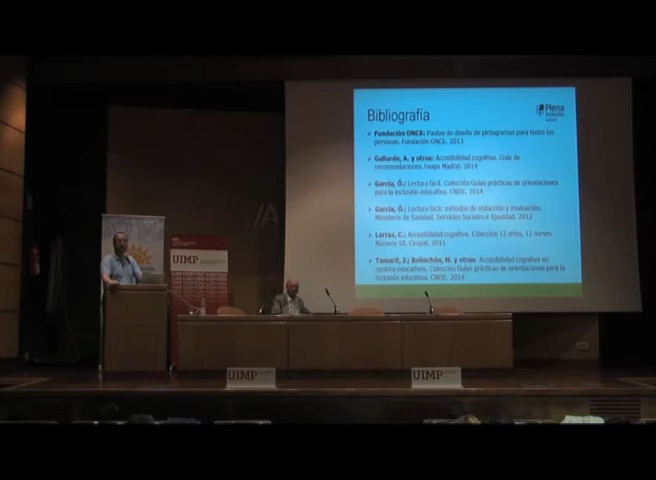 Bibliografía
Plena
inclusión
➤ Fundación ONCE: Pautas de diseño de pictogramas para todas las
personas. Fundación ONCE. 2013
➤ Gallardo, A. y otros: Accesibilidad cognitiva. Guía de
recomendaciones. Feaps Madrid. 2014
➤ García, Ó.: Lectura fácil. Colección Guías prácticas de orientaciones
para la inclusión educativa. CNIIE. 2014
➤ García, Ó.: Lectura fácil: métodos de redacción y evaluación.
Ministerio de Sanidad, Servicios Sociales e Igualdad. 2012
➤ Larraz, C.: Accesibilidad cognitiva. Colección 12 retos, 12 meses.
Número 10. Ceapat. 2015
➤ Tamarit, J.; Belinchón, M. y otros: Accesibilidad cognitiva en
centros educativos. Colección Guías prácticas de orientaciones para la
inclusión educativa. CNIIE. 2014
UIMP
UIMP
UIMP